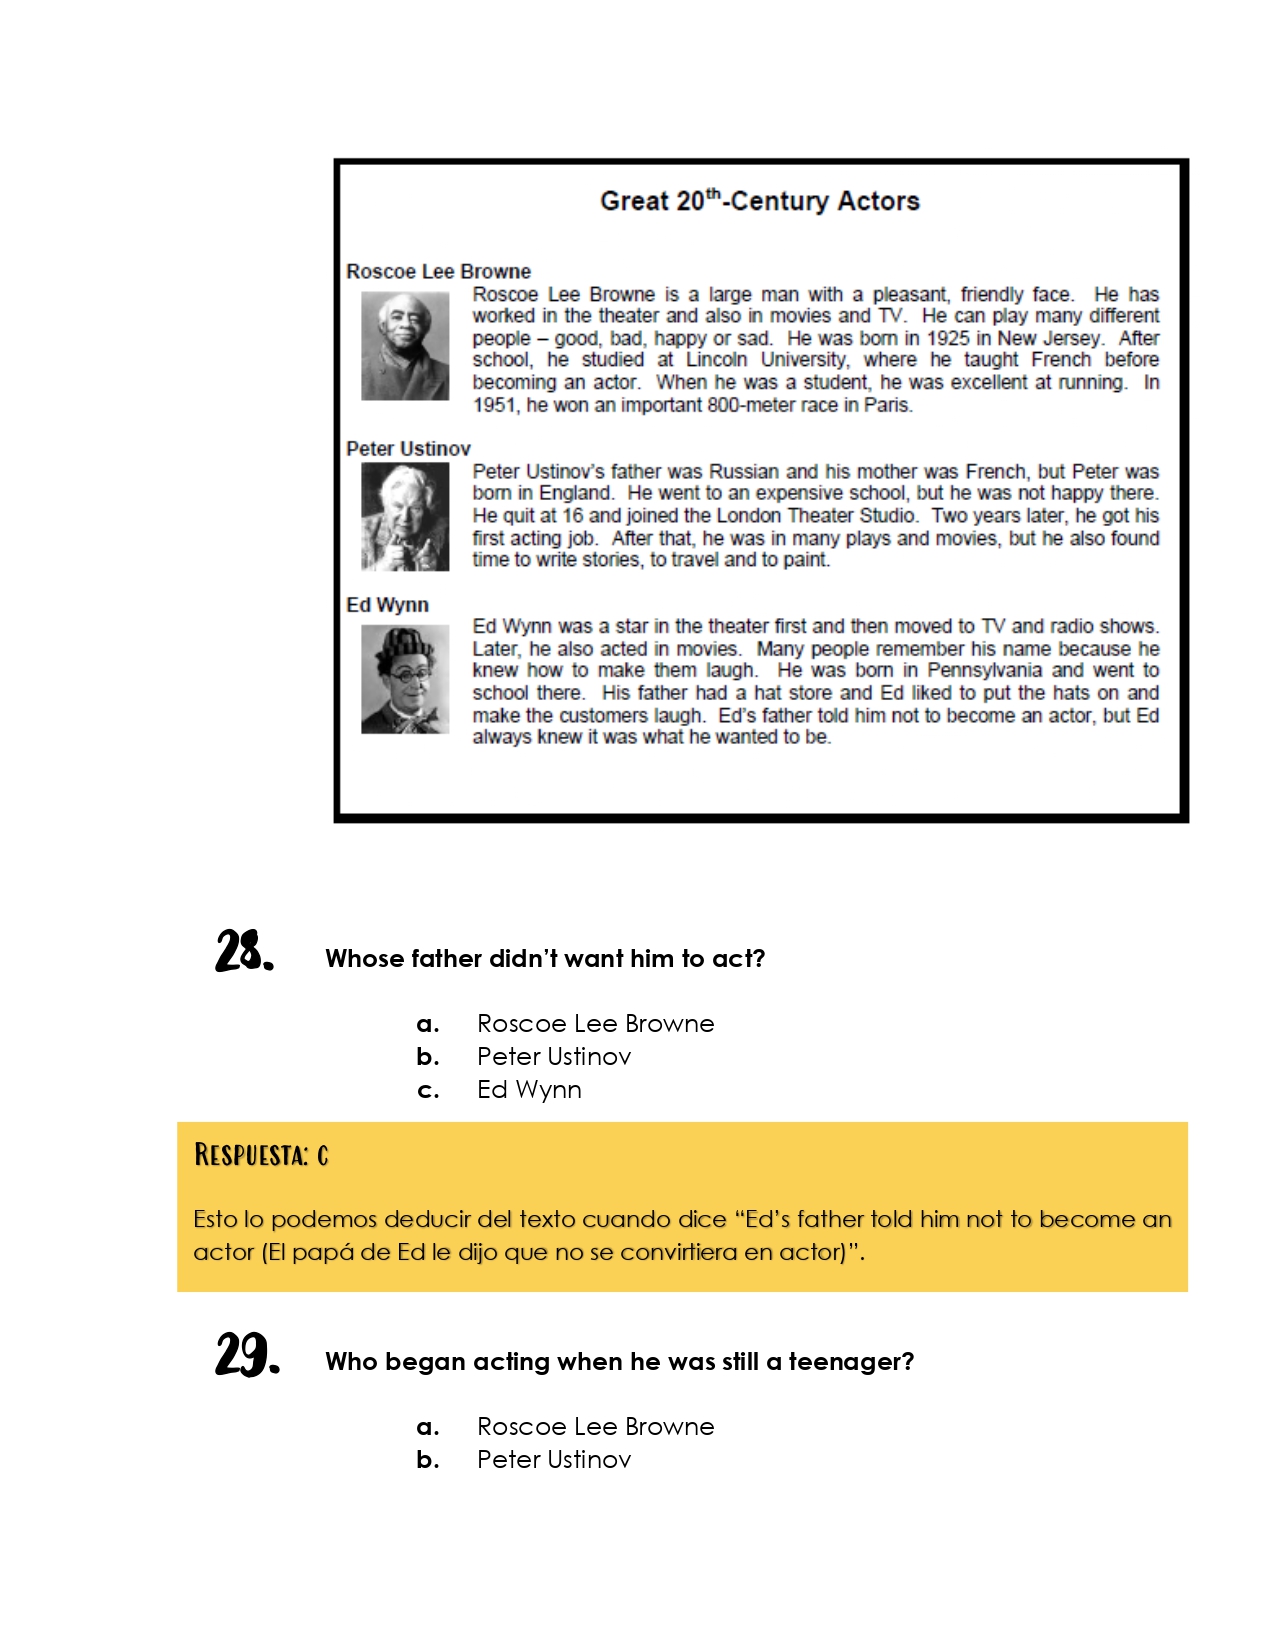 Great 20th-Century Actors
Roscoe Lee Browne
Roscoe Lee Browne is a large man with a pleasant, friendly face. He has
worked in the theater and also in movies and TV. He can play many different
people – good, bad, happy or sad. He was born in 1925 in New Jersey. After
school, he studied at Lincoln University, where he taught French before
becoming an actor. When he was a student, he was excellent at running. In
1951, he won an important 800-meter race in Paris.
Peter Ustinov
Peter Ustinov’s father was Russian and his mother was French, but Peter was
born in England. He went to an expensive school, but he was not happy there.
He quit at 16 and joined the London Theater Studio. Two years later, he got his
first acting job. After that, he was in many plays and movies, but he also found
time to write stories, to travel and to paint.
Ed Wynn
Ed Wynn was a star in the theater first and then moved to TV and radio shows.
Later, he also acted in movies. Many people remember his name because he
knew how to make them laugh. He was born in Pennsylvania and went to
school there. His father had a hat store and Ed liked to put the hats on and
make the customers laugh. Ed’s father told him not to become an actor, but Ed
always knew it was what he wanted to be.
28. Whose father didn’t want him to act?
a. Roscoe Lee Browne
b. Peter Ustinov
c. Ed Wynn
Respuesta: c
Esto lo podemos deducir del texto cuando dice “Ed’s father told him not to become an
actor (El papá de Ed le dijo que no se convirtiera en actor)”.
29. Who began acting when he was still a teenager?
a. Roscoe Lee Browne
b. Peter Ustinov